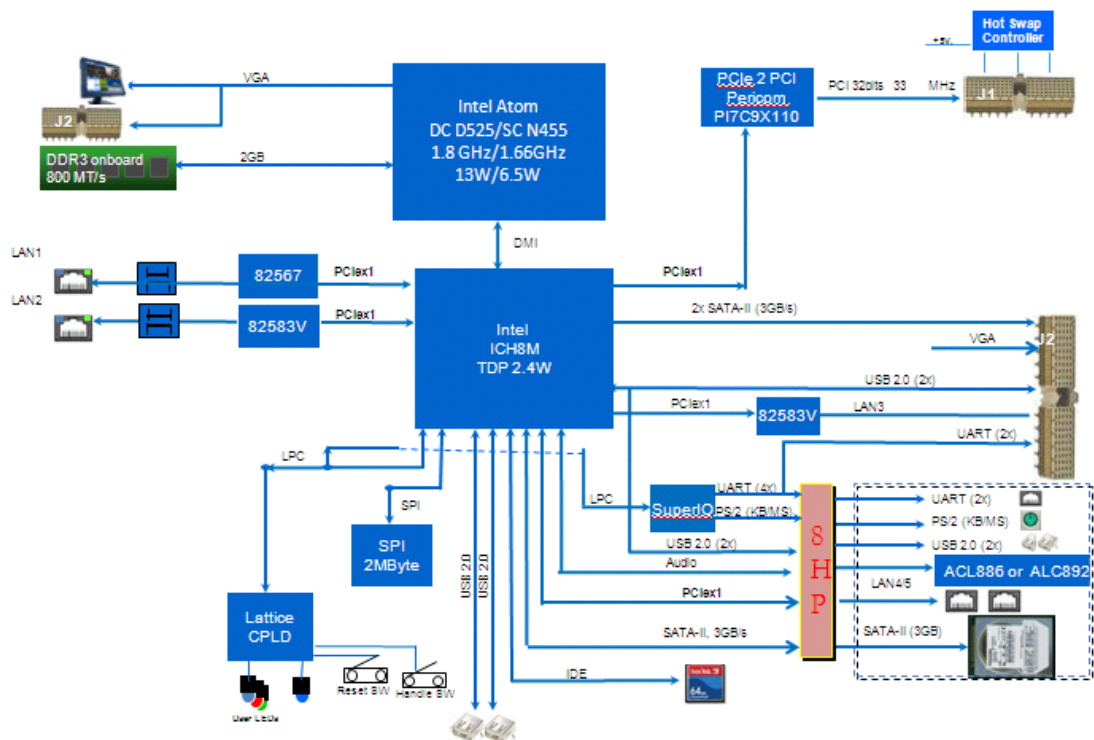 Hot Swap
Controller
+5v,
J1
VGA
J2
DDR3 onboard
800 MT/s
2GB
Intel Atom
DC D525/SC N455
1.8 GHz/1.66GHz
13W/6.5W
PCIe 2 PCI
Pericom
PI7C9X110
PCI 32bits 33 MHz
DMI
LAN1
82567
PCIex1
LAN2
82583V
PCIex1
Intel
ICH8M
TDP 2.4W
PCIex1
2x SATA-II (3GB/s)
J2
VGA
USB 2.0 (2x)
PCIex1
82583V
LAN3
UART (2x)
LPC
SPI
SPI
2MByte
LPC
SuperIO
UART (4x)
PS/2 (KB/MS)
USB 2.0 (2x)
Audio
PCIex1
SATA-II, 3GB/s
IDE
USB 2.0
USB 2.0
8
H
P
UART (2x)
PS/2 (KB/MS)
USB 2.0 (2x)
ACL886 or ALC892
LAN4/5
SATA-II (3GB)
Lattice
CPLD
Reset SW
Handle SW
User LEDs
64